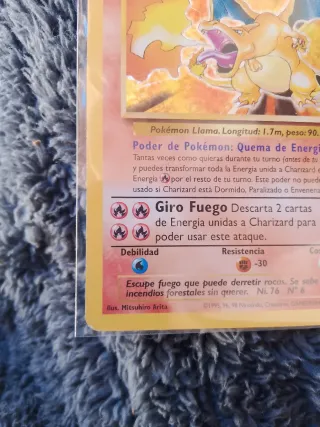 Pokémon Llama. Longitud: 1.7m, peso: 90.
Poder de Pokémon: Quema de Energí
Tantas veces como quieras durante tu turno (antes de tu
y puedes transformar toda la Energía unida a Charizard e
Energía por el resto de tu turno. Este poder no puede
usado si Charizard está Dormido, Paralizado o Envenena
Giro Fuego Descarta 2 cartas
de Energía unidas a Charizard para
poder usar este ataque.
Debilidad Resistencia
-30
Escupe fuego que puede derretir rocas. Se sabe
incendios forestales sin querer. Nv. 76 Nº 6
Ilus. Mitsuhiro Arita